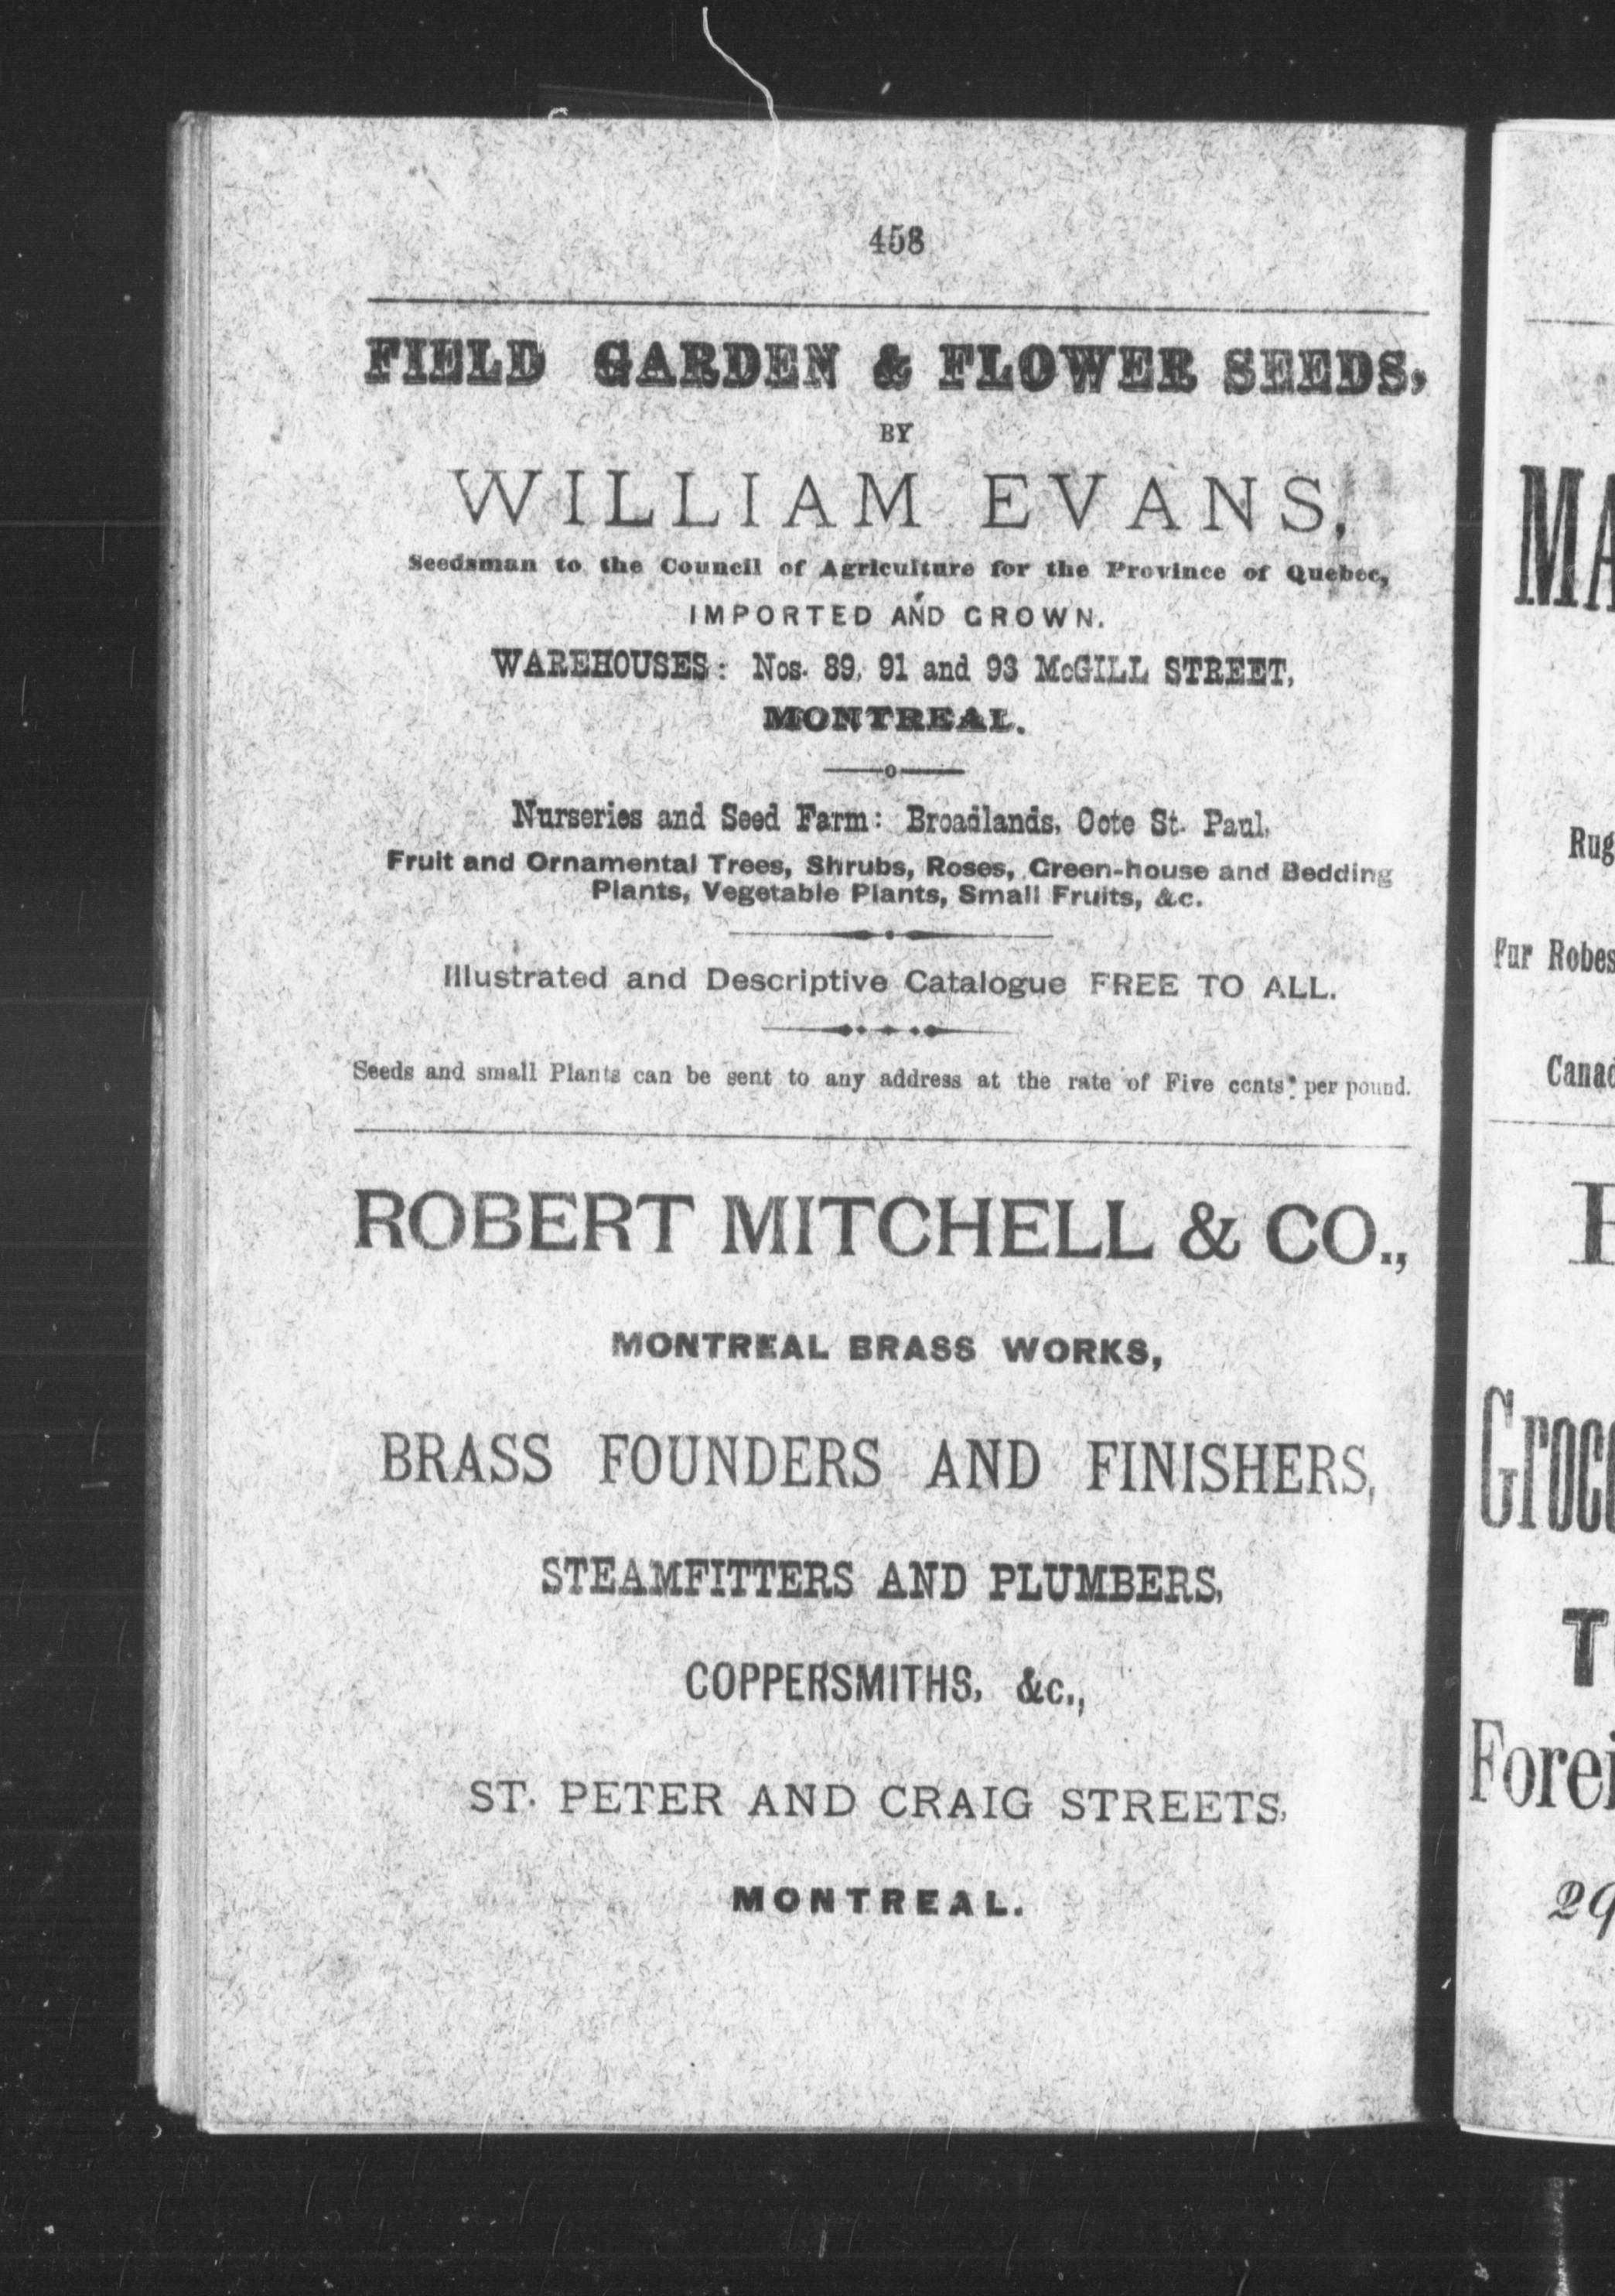 458
FIELD GARDEN & FLOWER SEEDS,
BY
WILLIAM EVANS,
Seedsman to the Council of Agriculture for the Province of Quebec,
IMPORTED AND GROWN.
WAREHOUSES: Nos. 89, 91 and 93 McGILL STREET,
MONTREAL.
Nurseries and Seed Farm: Broadlands, Cote St. Paul,
Fruit and Ornamental Trees, Shrubs, Roses, Green-house and Bedding
Plants, Vegetable Plants, Small Fruits, &c.
Illustrated and Descriptive Catalogue FREE TO ALL.
Seeds and small Plants can be sent to any address at the rate of Five cents per pound.
ROBERT MITCHELL & CO.,
MONTREAL BRASS WORKS,
BRASS FOUNDERS AND FINISHERS,
STEAMFITTERS AND PLUMBERS,
COPPERSMITHS, &c.,
ST. PETER AND CRAIG STREETS,
MONTREAL.
MA
Rug
Fur Robes
Canad
Groc
Forei
29